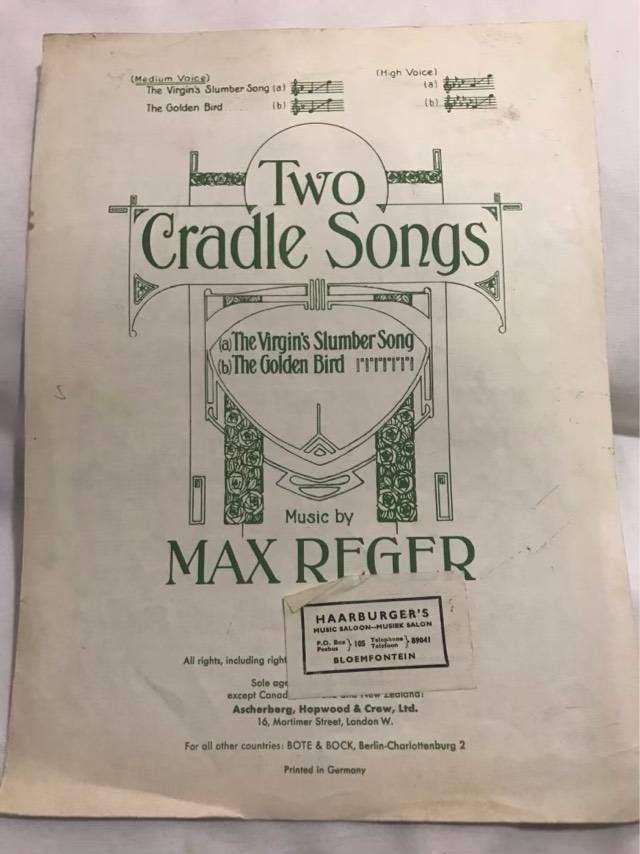 (Medium Voice)
The Virgin's Slumber Song (a)
The Golden Bird (b)
(High Voice)
(a)
(b)
Two
Cradle Songs
(a) The Virgin's Slumber Song
(b) The Golden Bird
Music by
MAX REGER
HAARBURGER'S
MUSIC SALOON—MUSIEK SALON
P.O. Box Posbus } 105 Telephone Telefoon } 89041
BLOEMFONTEIN
All rights, including right
Sole age
except Canad and New Zealand:
Ascherberg, Hopwood & Crew, Ltd.
16, Mortimer Street, London W.
For all other countries: BOTE & BOCK, Berlin-Charlottenburg 2
Printed in Germany